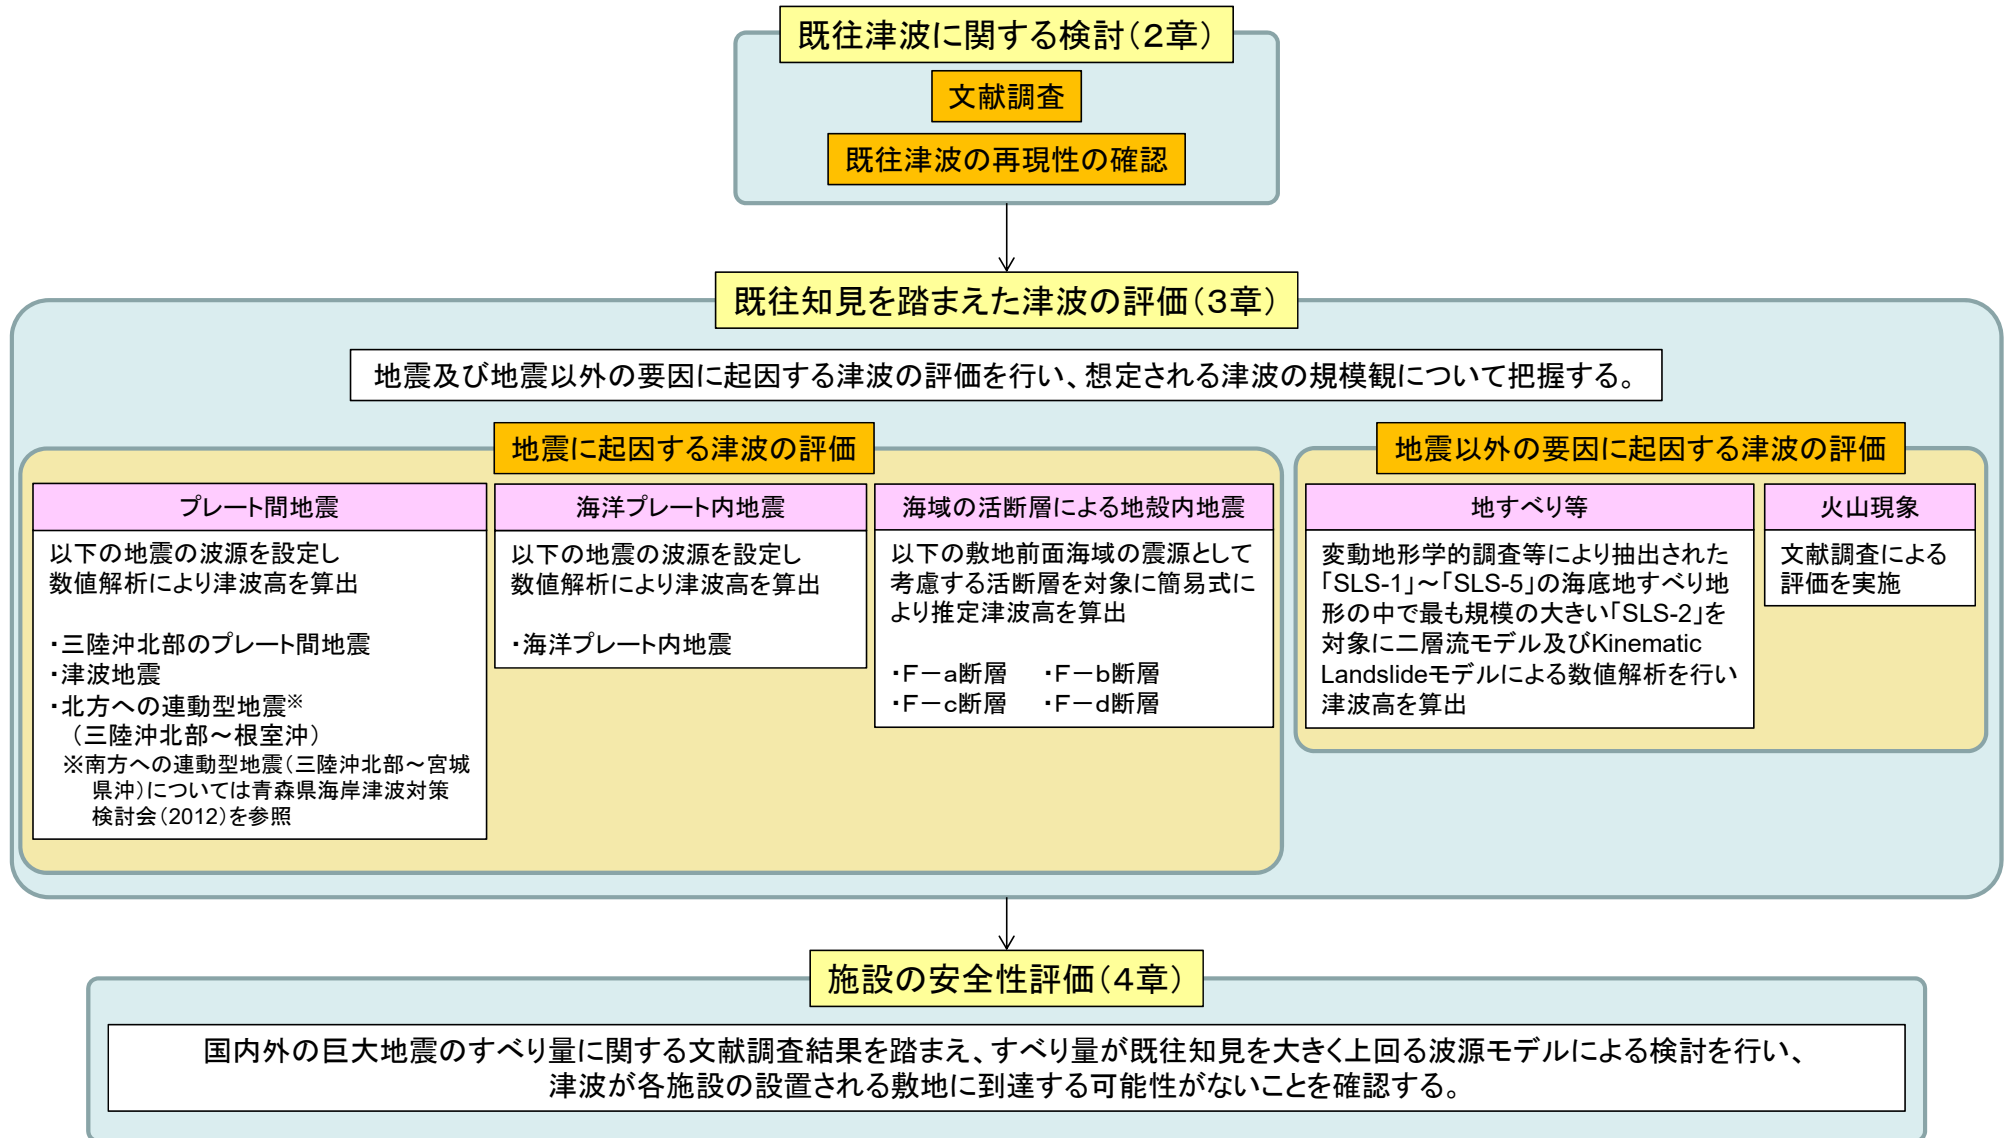 既往津波に関する検討（２章）
文献調査
既往津波の再現性の確認
既往知見を踏まえた津波の評価（３章）
地震及び地震以外の要因に起因する津波の評価を行い、想定される津波の規模観について把握する。
地震に起因する津波の評価
プレート間地震
以下の地震の波源を設定し
数値解析により津波高を算出
・三陸沖北部のプレート間地震
・津波地震
・北方への連動型地震※
（三陸沖北部～根室沖）
※南方への連動型地震（三陸沖北部～宮城
県沖）については青森県海岸津波対策
検討会（2012）を参照
海洋プレート内地震
以下の地震の波源を設定し
数値解析により津波高を算出
・海洋プレート内地震
海域の活断層による地殻内地震
以下の敷地前面海域の震源として
考慮する活断層を対象に簡易式に
より推定津波高を算出
・Ｆ－ａ断層　・Ｆ－ｂ断層
・Ｆ－ｃ断層　・Ｆ－ｄ断層
地震以外の要因に起因する津波の評価
地すべり等
変動地形学的調査等により抽出された
「SLS-1」～「SLS-5」の海底地すべり地
形の中で最も規模の大きい「SLS-2」を
対象に二層流モデル及びKinematic
Landslideモデルによる数値解析を行い
津波高を算出
火山現象
文献調査による
評価を実施
施設の安全性評価（４章）
国内外の巨大地震のすべり量に関する文献調査結果を踏まえ、すべり量が既往知見を大きく上回る波源モデルによる検討を行い、
津波が各施設の設置される敷地に到達する可能性がないことを確認する。